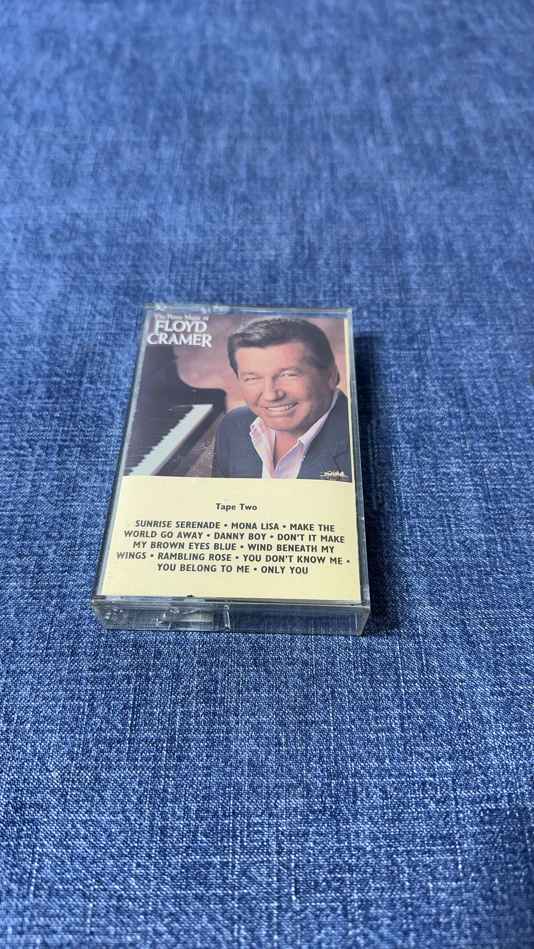 The Piano Magic of
FLOYD
CRAMER
Tape Two
SUNRISE SERENADE • MONA LISA • MAKE THE
WORLD GO AWAY • DANNY BOY • DON'T IT MAKE
MY BROWN EYES BLUE • WIND BENEATH MY
WINGS • RAMBLING ROSE • YOU DON'T KNOW ME •
YOU BELONG TO ME • ONLY YOU